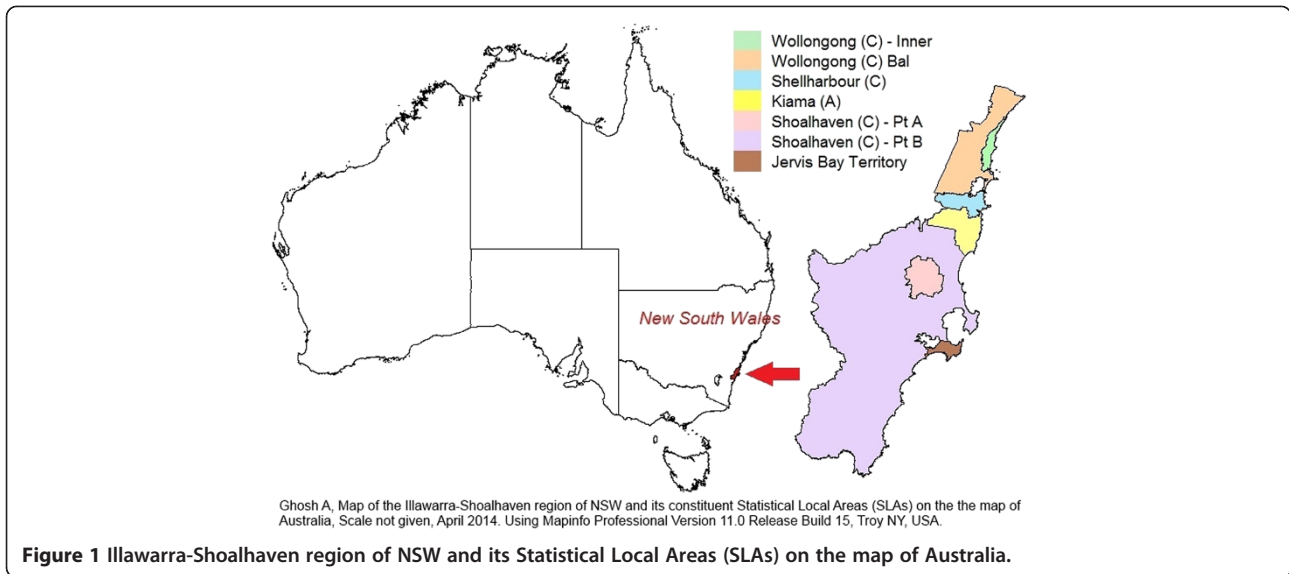 Wollongong (C) - Inner
Wollongong (C) Bal
Shellharbour (C)
Kiama (A)
Shoalhaven (C) - Pt A
Shoalhaven (C) - Pt B
Jervis Bay Territory
New South Wales
Ghosh A, Map of the Illawarra-Shoalhaven region of NSW and its constituent Statistical Local Areas (SLAs) on the the map of
Australia, Scale not given, April 2014. Using Mapinfo Professional Version 11.0 Release Build 15, Troy NY, USA.
Figure 1 Illawarra-Shoalhaven region of NSW and its Statistical Local Areas (SLAs) on the map of Australia.